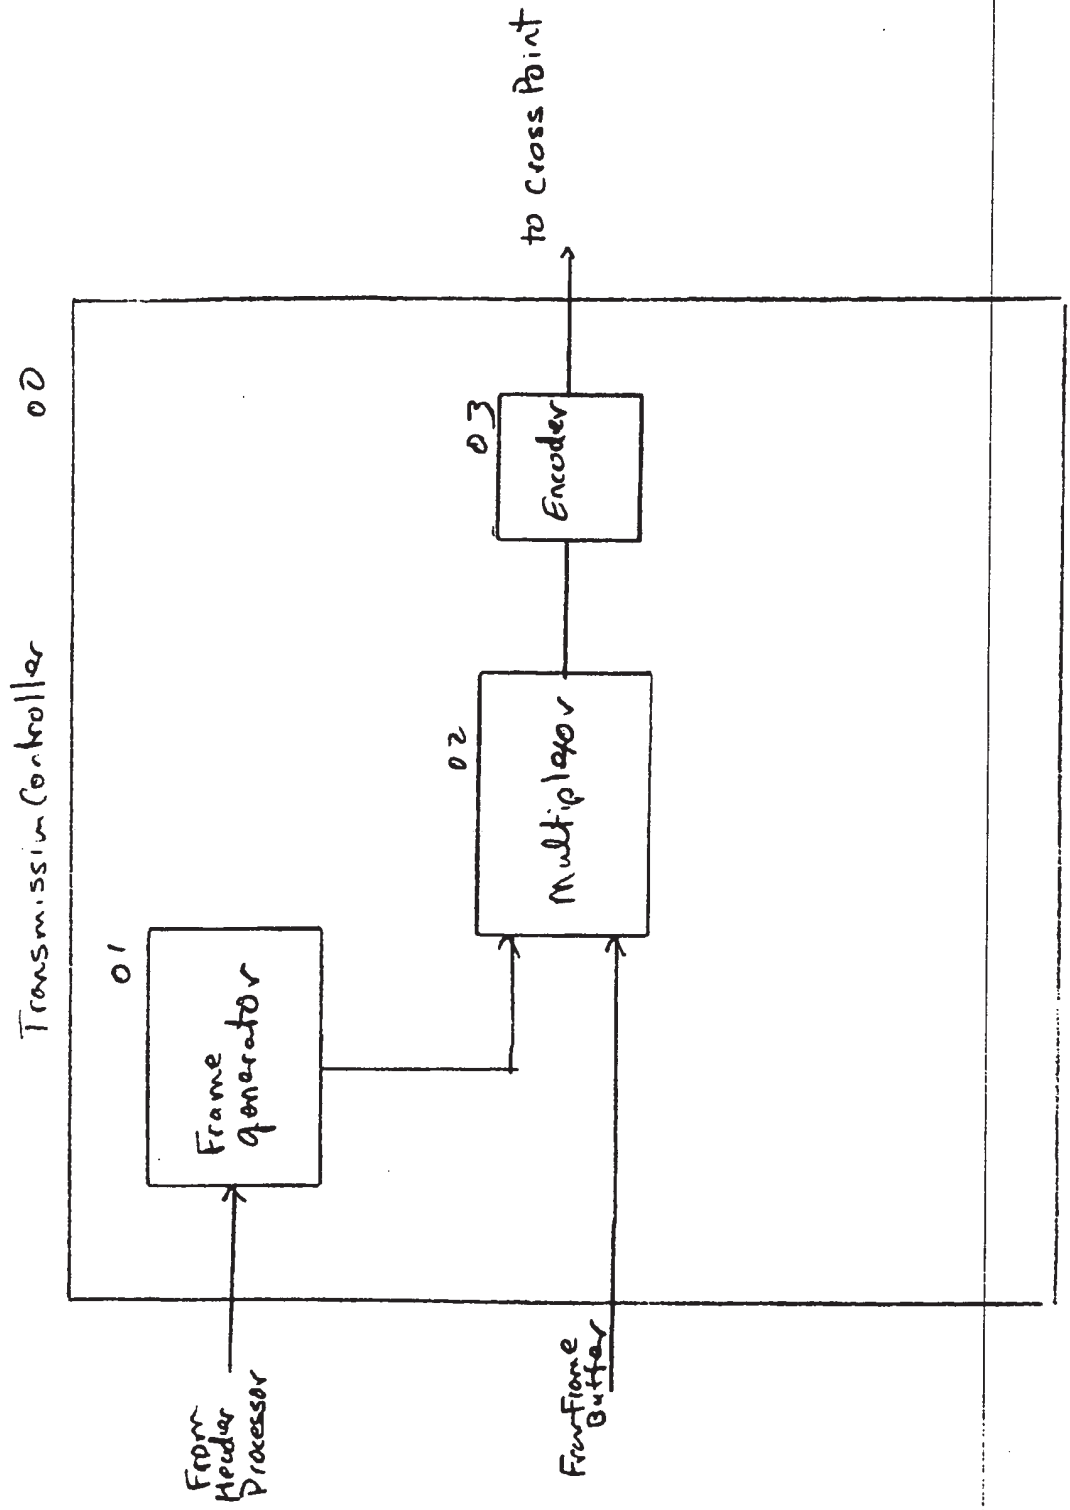 Transmission Controller 00
01
Frame
generator
02
Multiplexor
03
Encoder
to Cross Point
From
Header
Processor
From Frame
Buffer